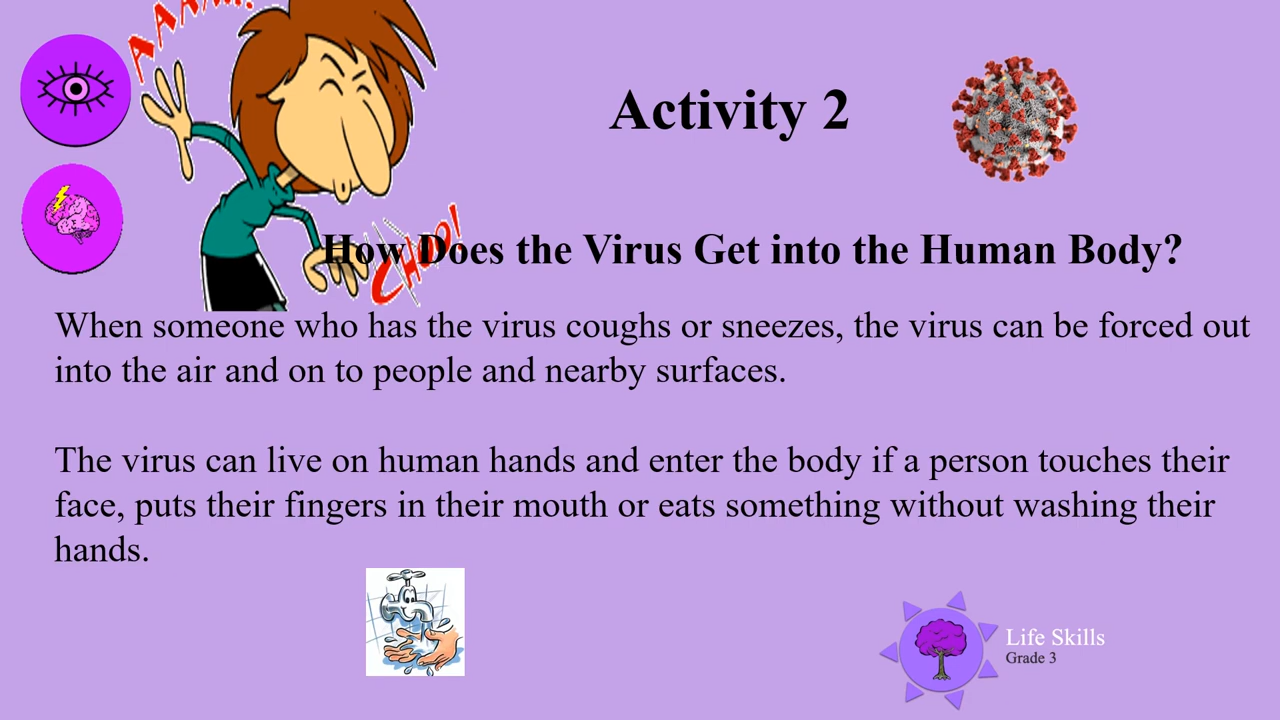 AAAAH!
Activity 2
CHOO!
How Does the Virus Get into the Human Body?
When someone who has the virus coughs or sneezes, the virus can be forced out
into the air and on to people and nearby surfaces.
The virus can live on human hands and enter the body if a person touches their
face, puts their fingers in their mouth or eats something without washing their
hands.
Life Skills
Grade 3